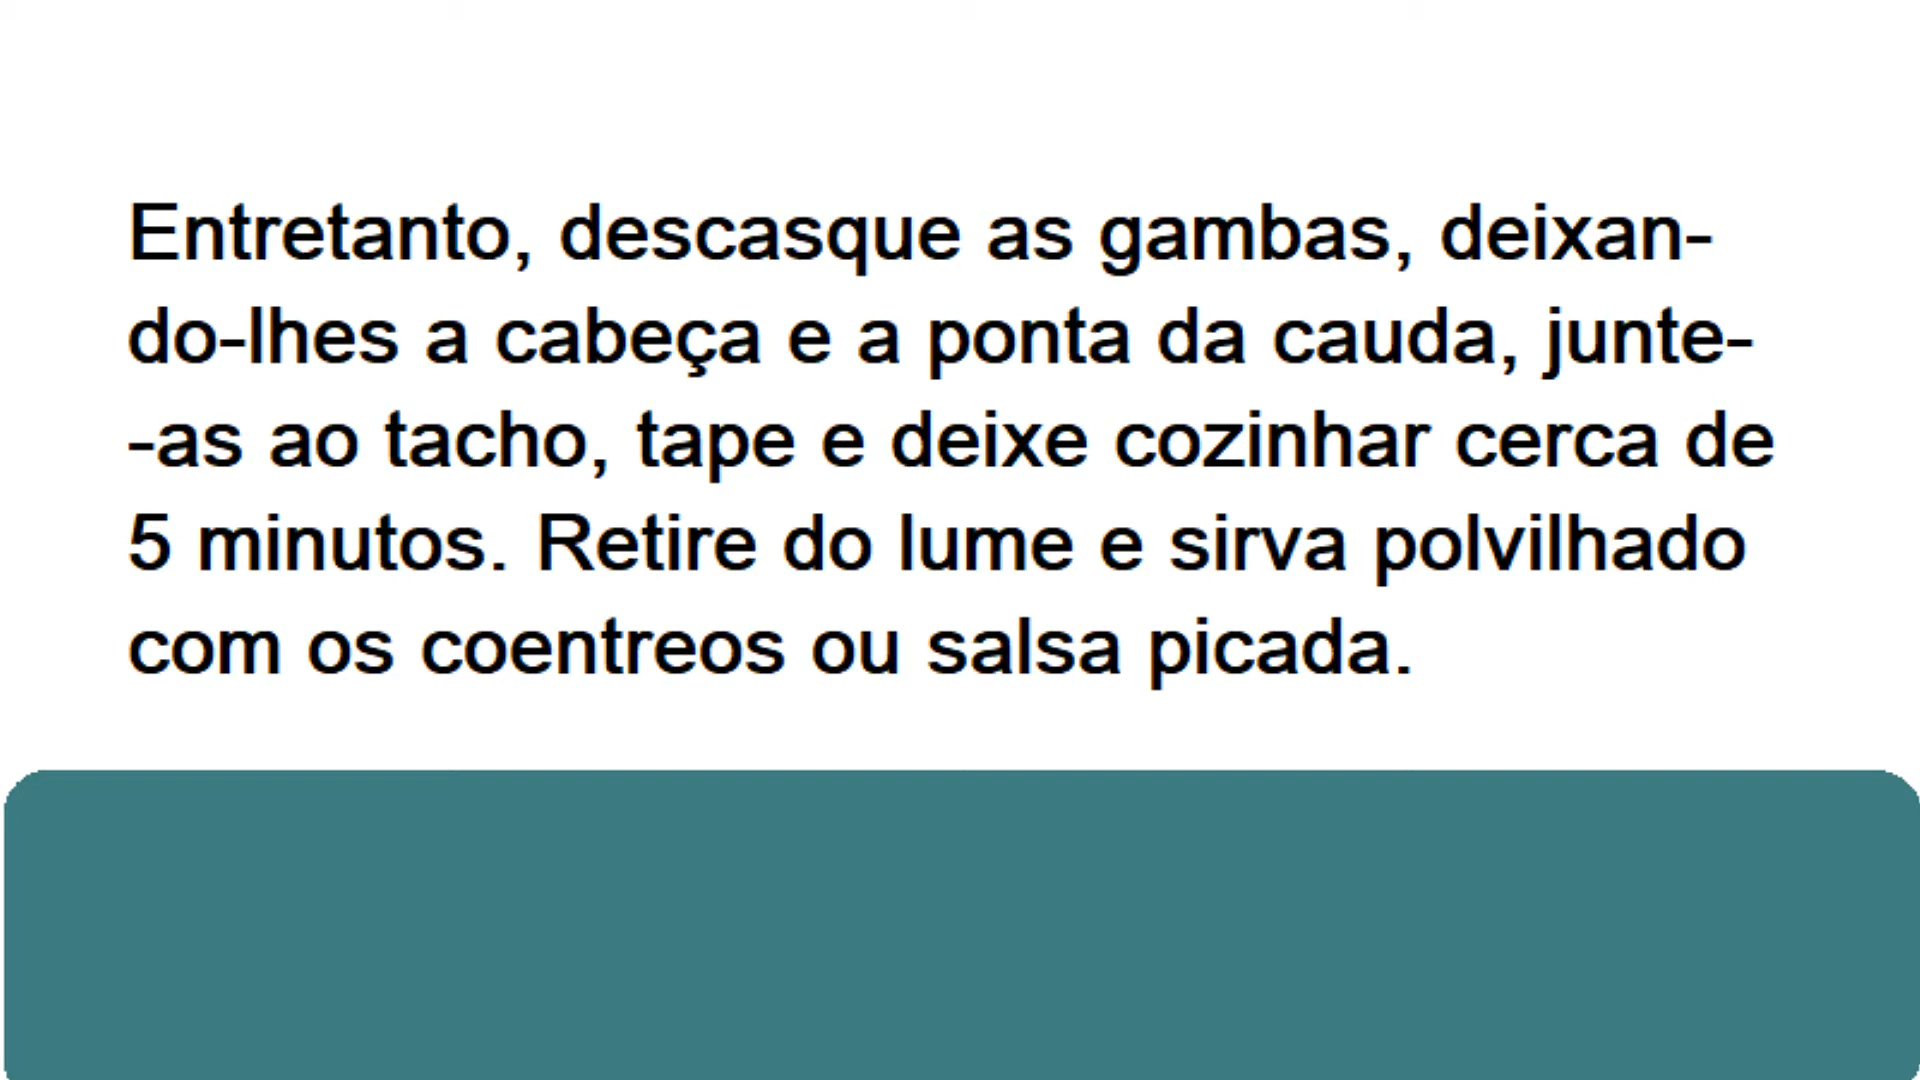 Entretanto, descasque as gambas, deixan-
do-lhes a cabeça e a ponta da cauda, junte-
-as ao tacho, tape e deixe cozinhar cerca de
5 minutos. Retire do lume e sirva polvilhado
com os coentreos ou salsa picada.